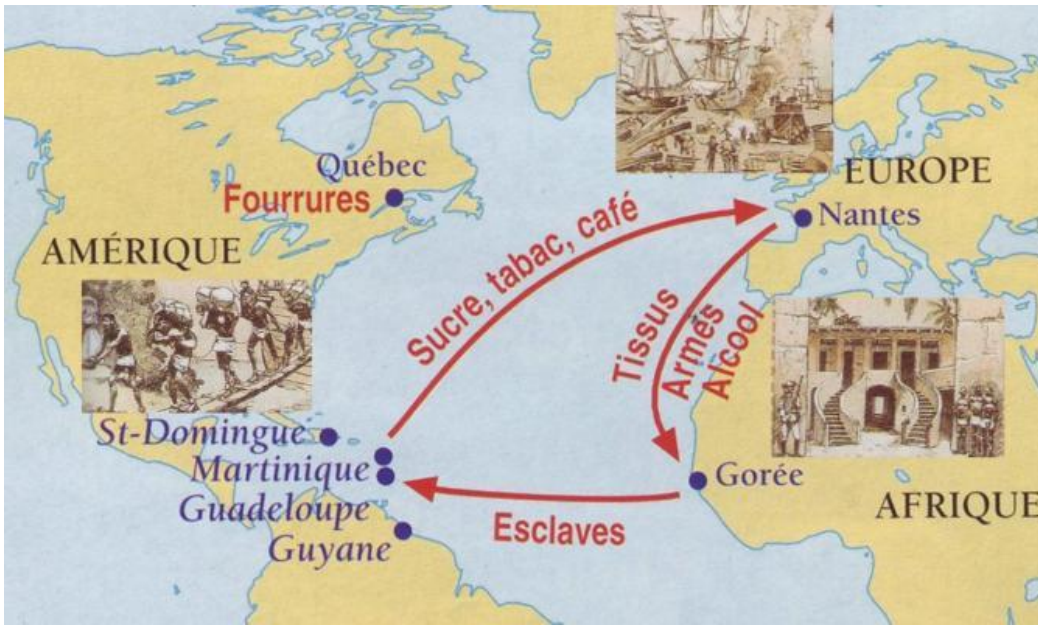 Québec
Fourrures
AMÉRIQUE
EUROPE
Nantes
Sucre, tabac, café
Tissus
Armes
Alcool
St-Domingue
Martinique
Guadeloupe
Guyane
Gorée
Esclaves
AFRIQUE